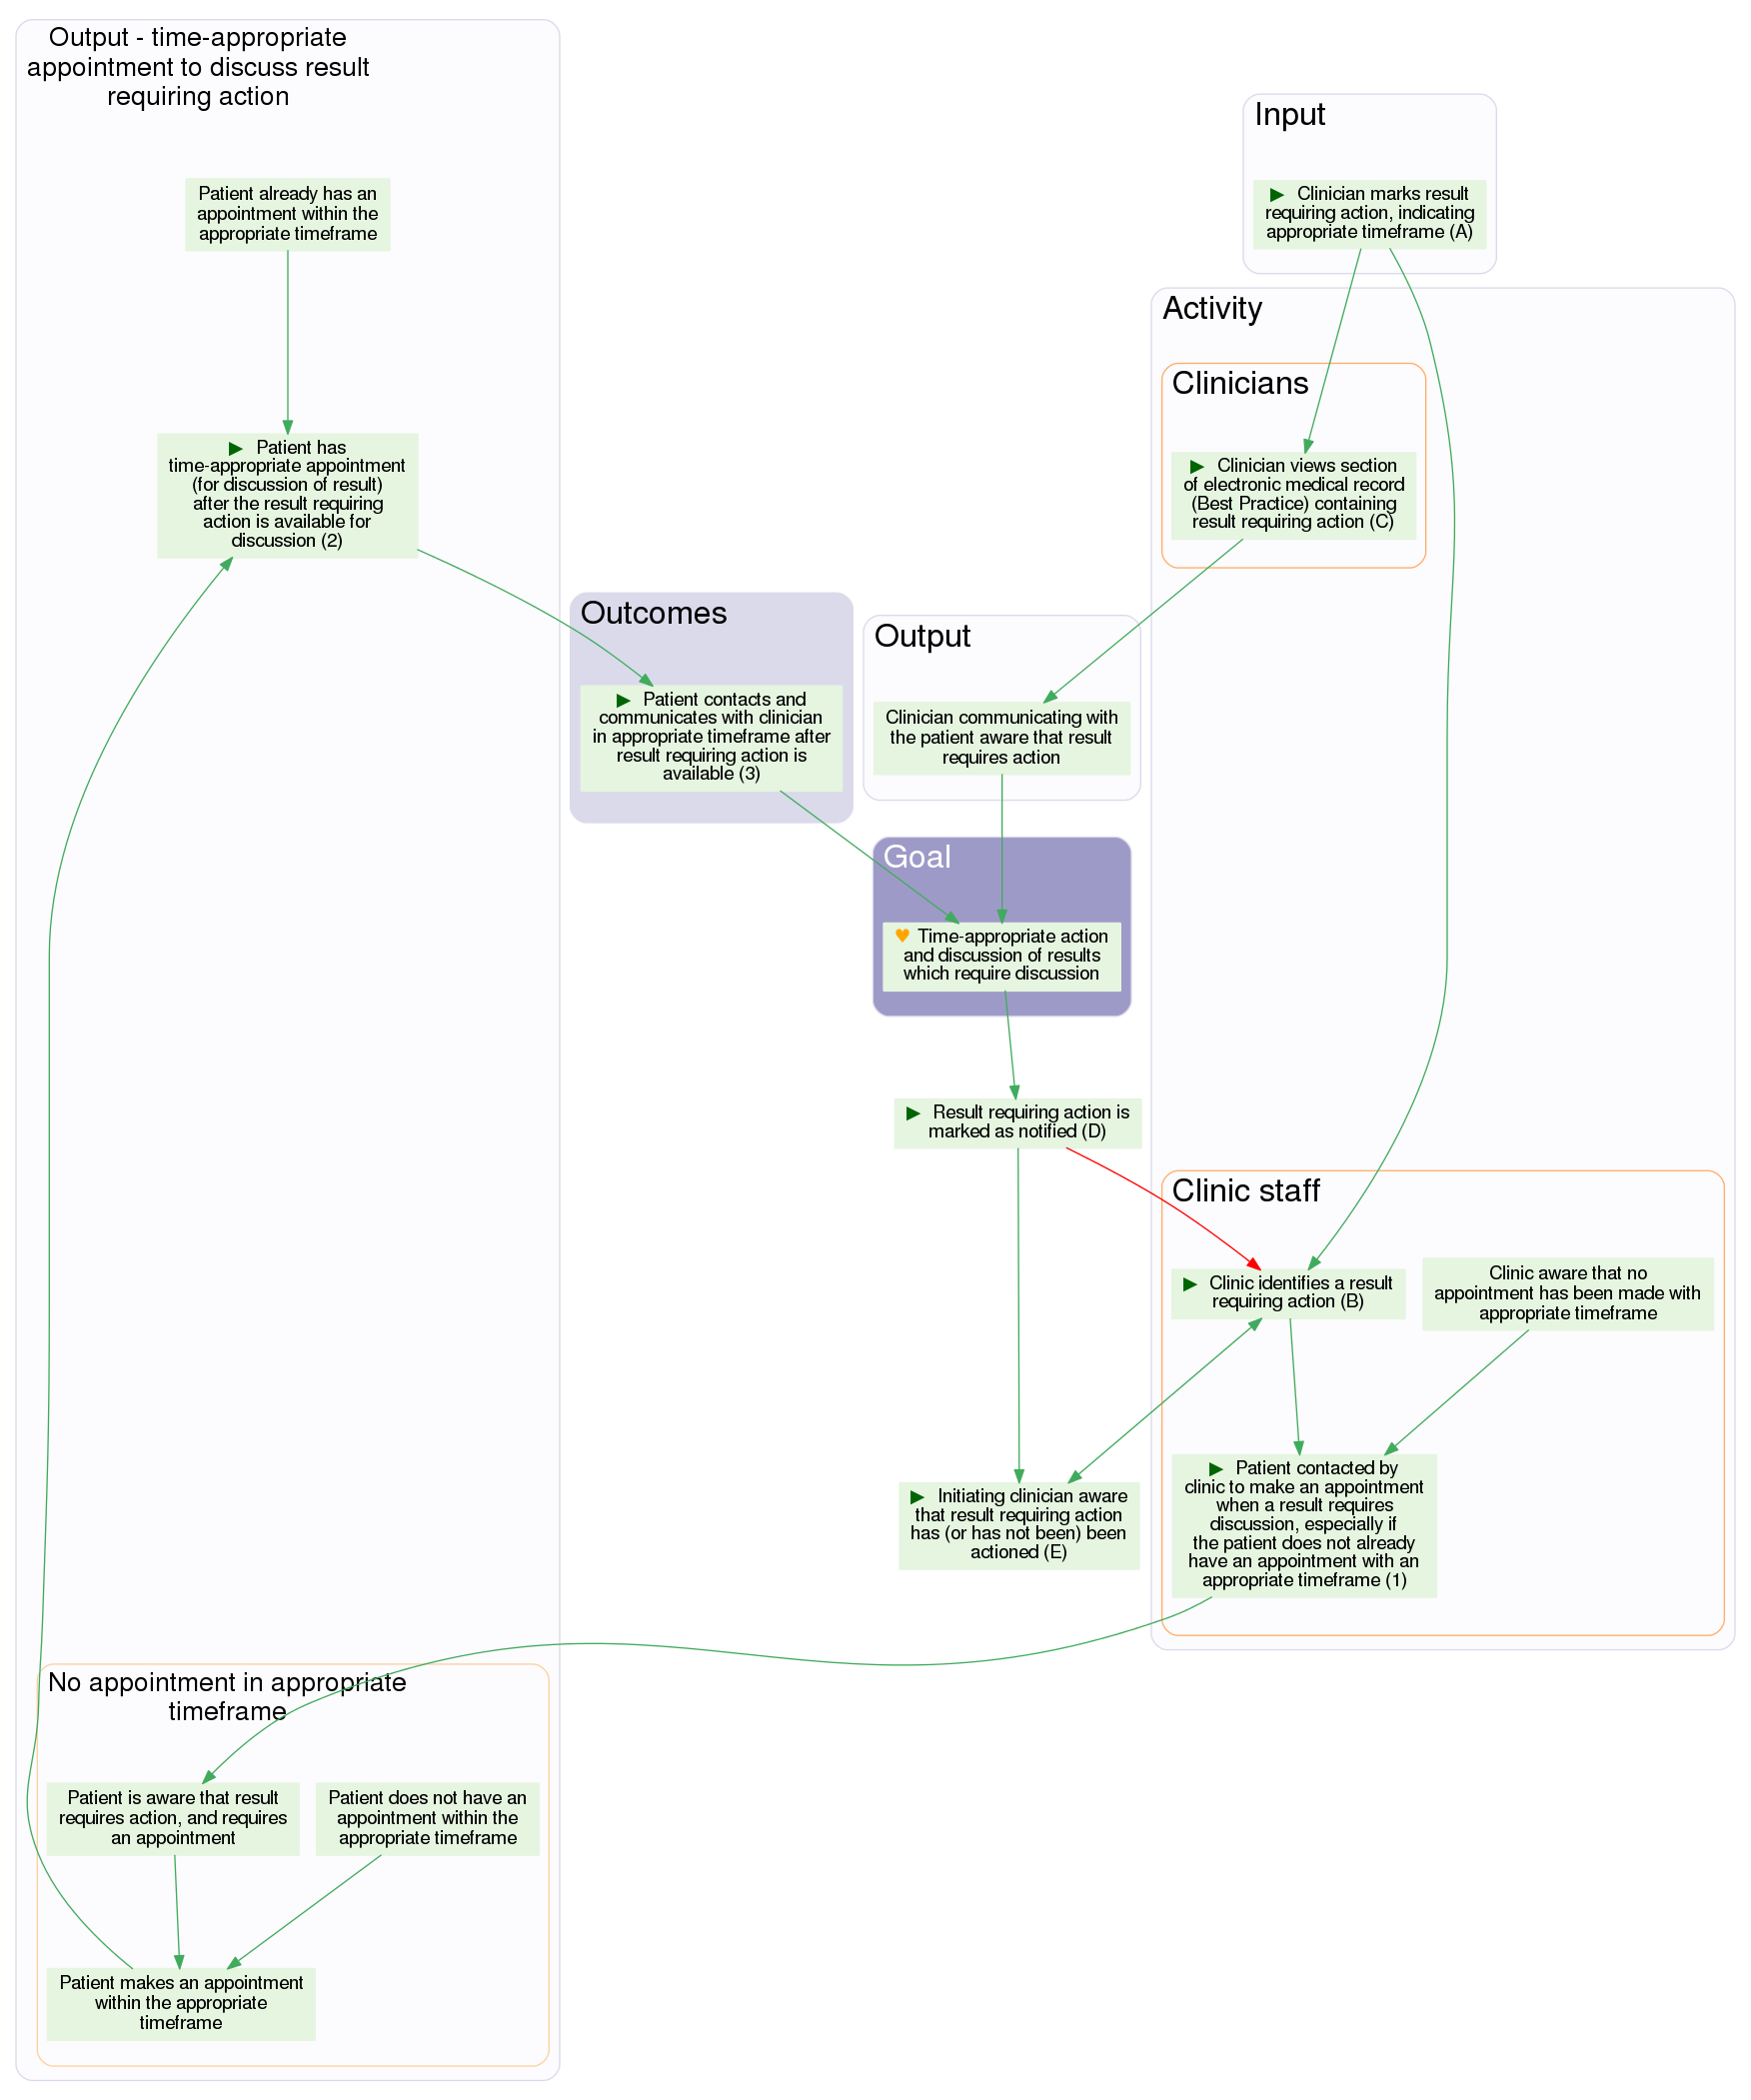 Output - time-appropriate
appointment to discuss result
requiring action
Patient already has an
appointment within the
appropriate timeframe
▶ Patient has
time-appropriate appointment
(for discussion of result)
after the result requiring
action is available for
discussion (2)
Input
▶ Clinician marks result
requiring action, indicating
appropriate timeframe (A)
Activity
Clinicians
▶ Clinician views section
of electronic medical record
(Best Practice) containing
result requiring action (C)
Outcomes
▶ Patient contacts and
communicates with clinician
in appropriate timeframe after
result requiring action is
available (3)
Output
Clinician communicating with
the patient aware that result
requires action
Goal
♥ Time-appropriate action
and discussion of results
which require discussion
▶ Result requiring action is
marked as notified (D)
Clinic staff
▶ Clinic identifies a result
requiring action (B)
Clinic aware that no
appointment has been made with
appropriate timeframe
▶ Initiating clinician aware
that result requiring action
has (or has not been) been
actioned (E)
▶ Patient contacted by
clinic to make an appointment
when a result requires
discussion, especially if
the patient does not already
have an appointment with an
appropriate timeframe (1)
No appointment in appropriate
timeframe
Patient is aware that result
requires action, and requires
an appointment
Patient does not have an
appointment within the
appropriate timeframe
Patient makes an appointment
within the appropriate
timeframe